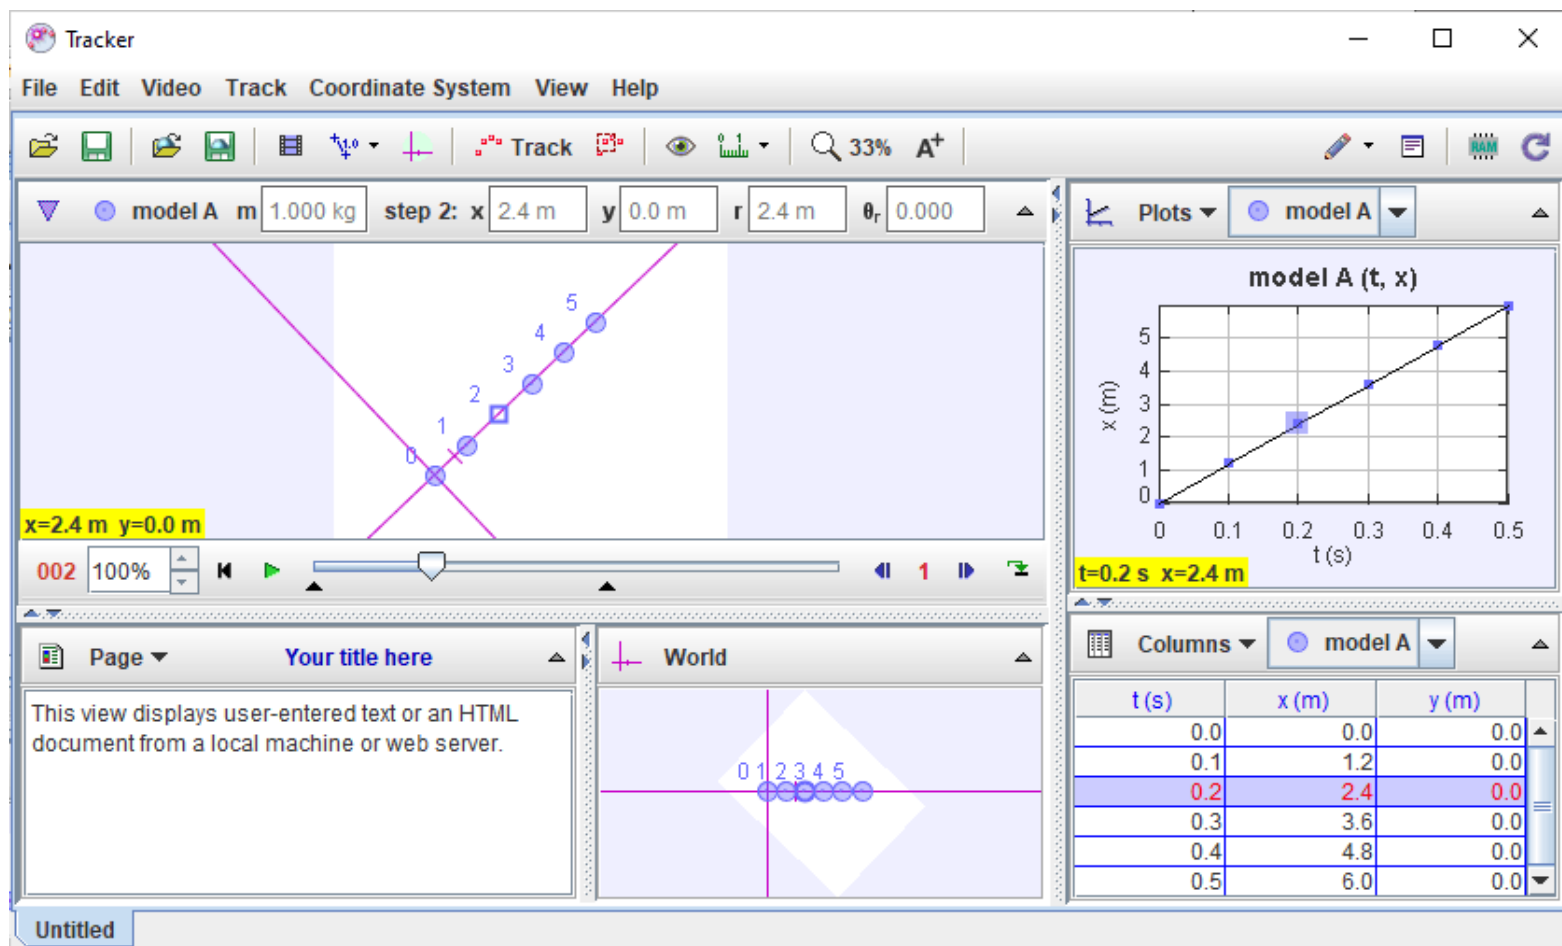 Tracker
File Edit Video Track Coordinate System View Help
Track 33% A+ RAM
model A m 1.000 kg step 2: x 2.4 m y 0.0 m r 2.4 m θr 0.000
0 1 2 3 4 5
x=2.4 m y=0.0 m
002 100% 1
Plots model A
model A (t, x)
x (m)
5
4
3
2
1
0
0 0.1 0.2 0.3 0.4 0.5
t (s)
t=0.2 s x=2.4 m
Page Your title here
This view displays user-entered text or an HTML
document from a local machine or web server.
World
0 1 2 3 4 5
Columns model A
t (s) x (m) y (m)
0.0 0.0 0.0
0.1 1.2 0.0
0.2 2.4 0.0
0.3 3.6 0.0
0.4 4.8 0.0
0.5 6.0 0.0
Untitled